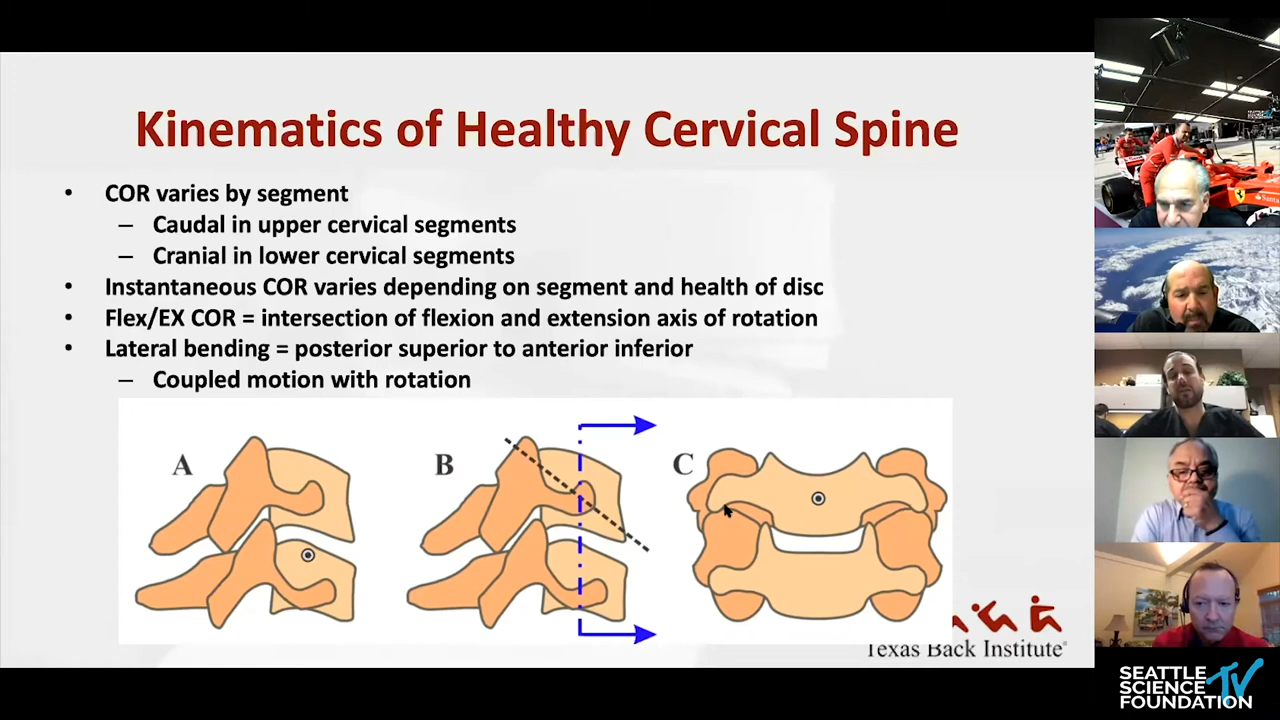 Kinematics of Healthy Cervical Spine
• COR varies by segment
– Caudal in upper cervical segments
– Cranial in lower cervical segments
• Instantaneous COR varies depending on segment and health of disc
• Flex/EX COR = intersection of flexion and extension axis of rotation
• Lateral bending = posterior superior to anterior inferior
– Coupled motion with rotation
A
B
C
Texas Back Institute
SEATTLE
SCIENCE
FOUNDATION
TV